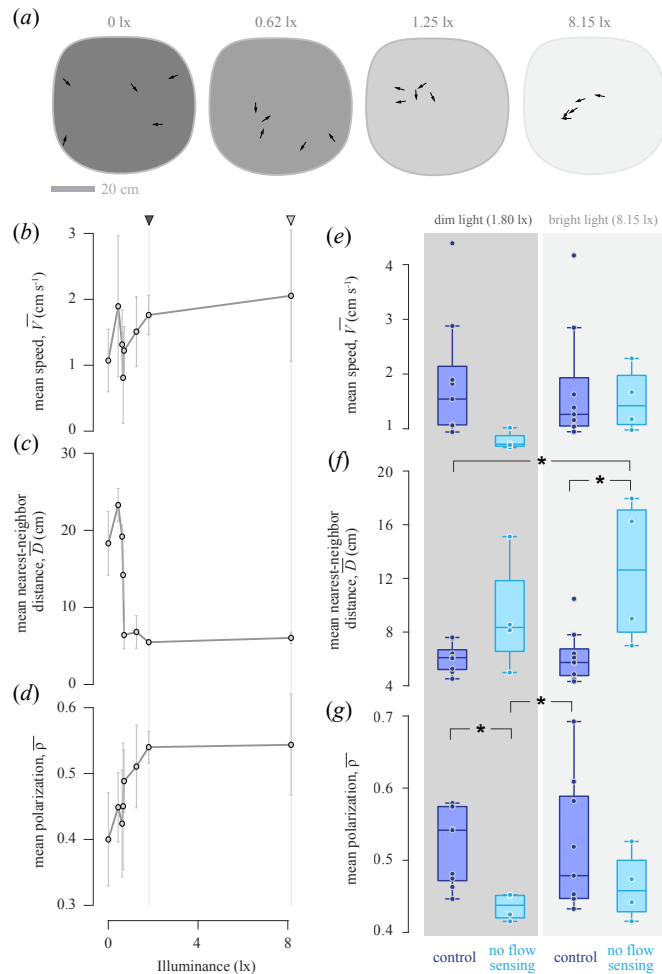 (a)
0 lx
0.62 lx
1.25 lx
8.15 lx
20 cm
(b)
3
2
1
0
mean speed, V̅ (cm s⁻¹)
(c)
30
20
10
0
mean nearest-neighbor
distance, D̅ (cm)
(d)
0.6
0.5
0.4
0.3
mean polarization, ρ̅
0
4
8
Illuminance (lx)
dim light (1.80 lx)
bright light (8.15 lx)
(e)
4
3
2
1
mean speed, V̅ (cm s⁻¹)
(f)
*
*
20
16
12
8
4
mean nearest-neighbor
distance, D̅ (cm)
(g)
*
*
0.7
0.6
0.5
0.4
mean polarization, ρ̅
control
no flow
sensing
control
no flow
sensing